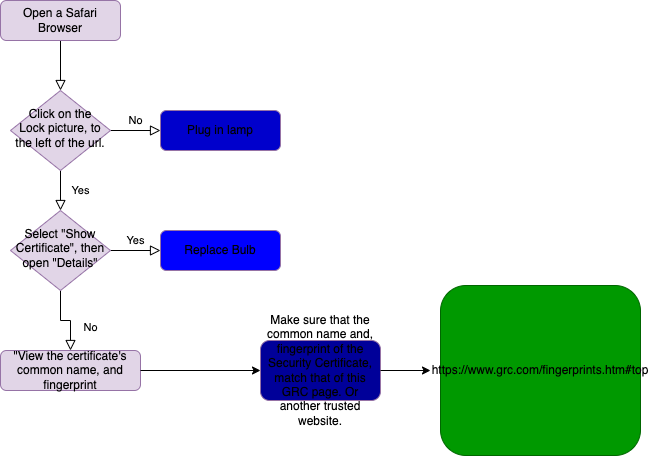 Open a Safari
Browser
Click on the
Lock picture, to
the left of the url.
No
Plug in lamp
Yes
Select "Show
Certificate", then
open "Details"
Yes
Replace Bulb
No
"View the certificate's
common name, and
fingerprint
Make sure that the
common name and,
fingerprint of the
Security Certificate,
match that of this
GRC page. Or
another trusted
website.
https://www.grc.com/fingerprints.htm#top